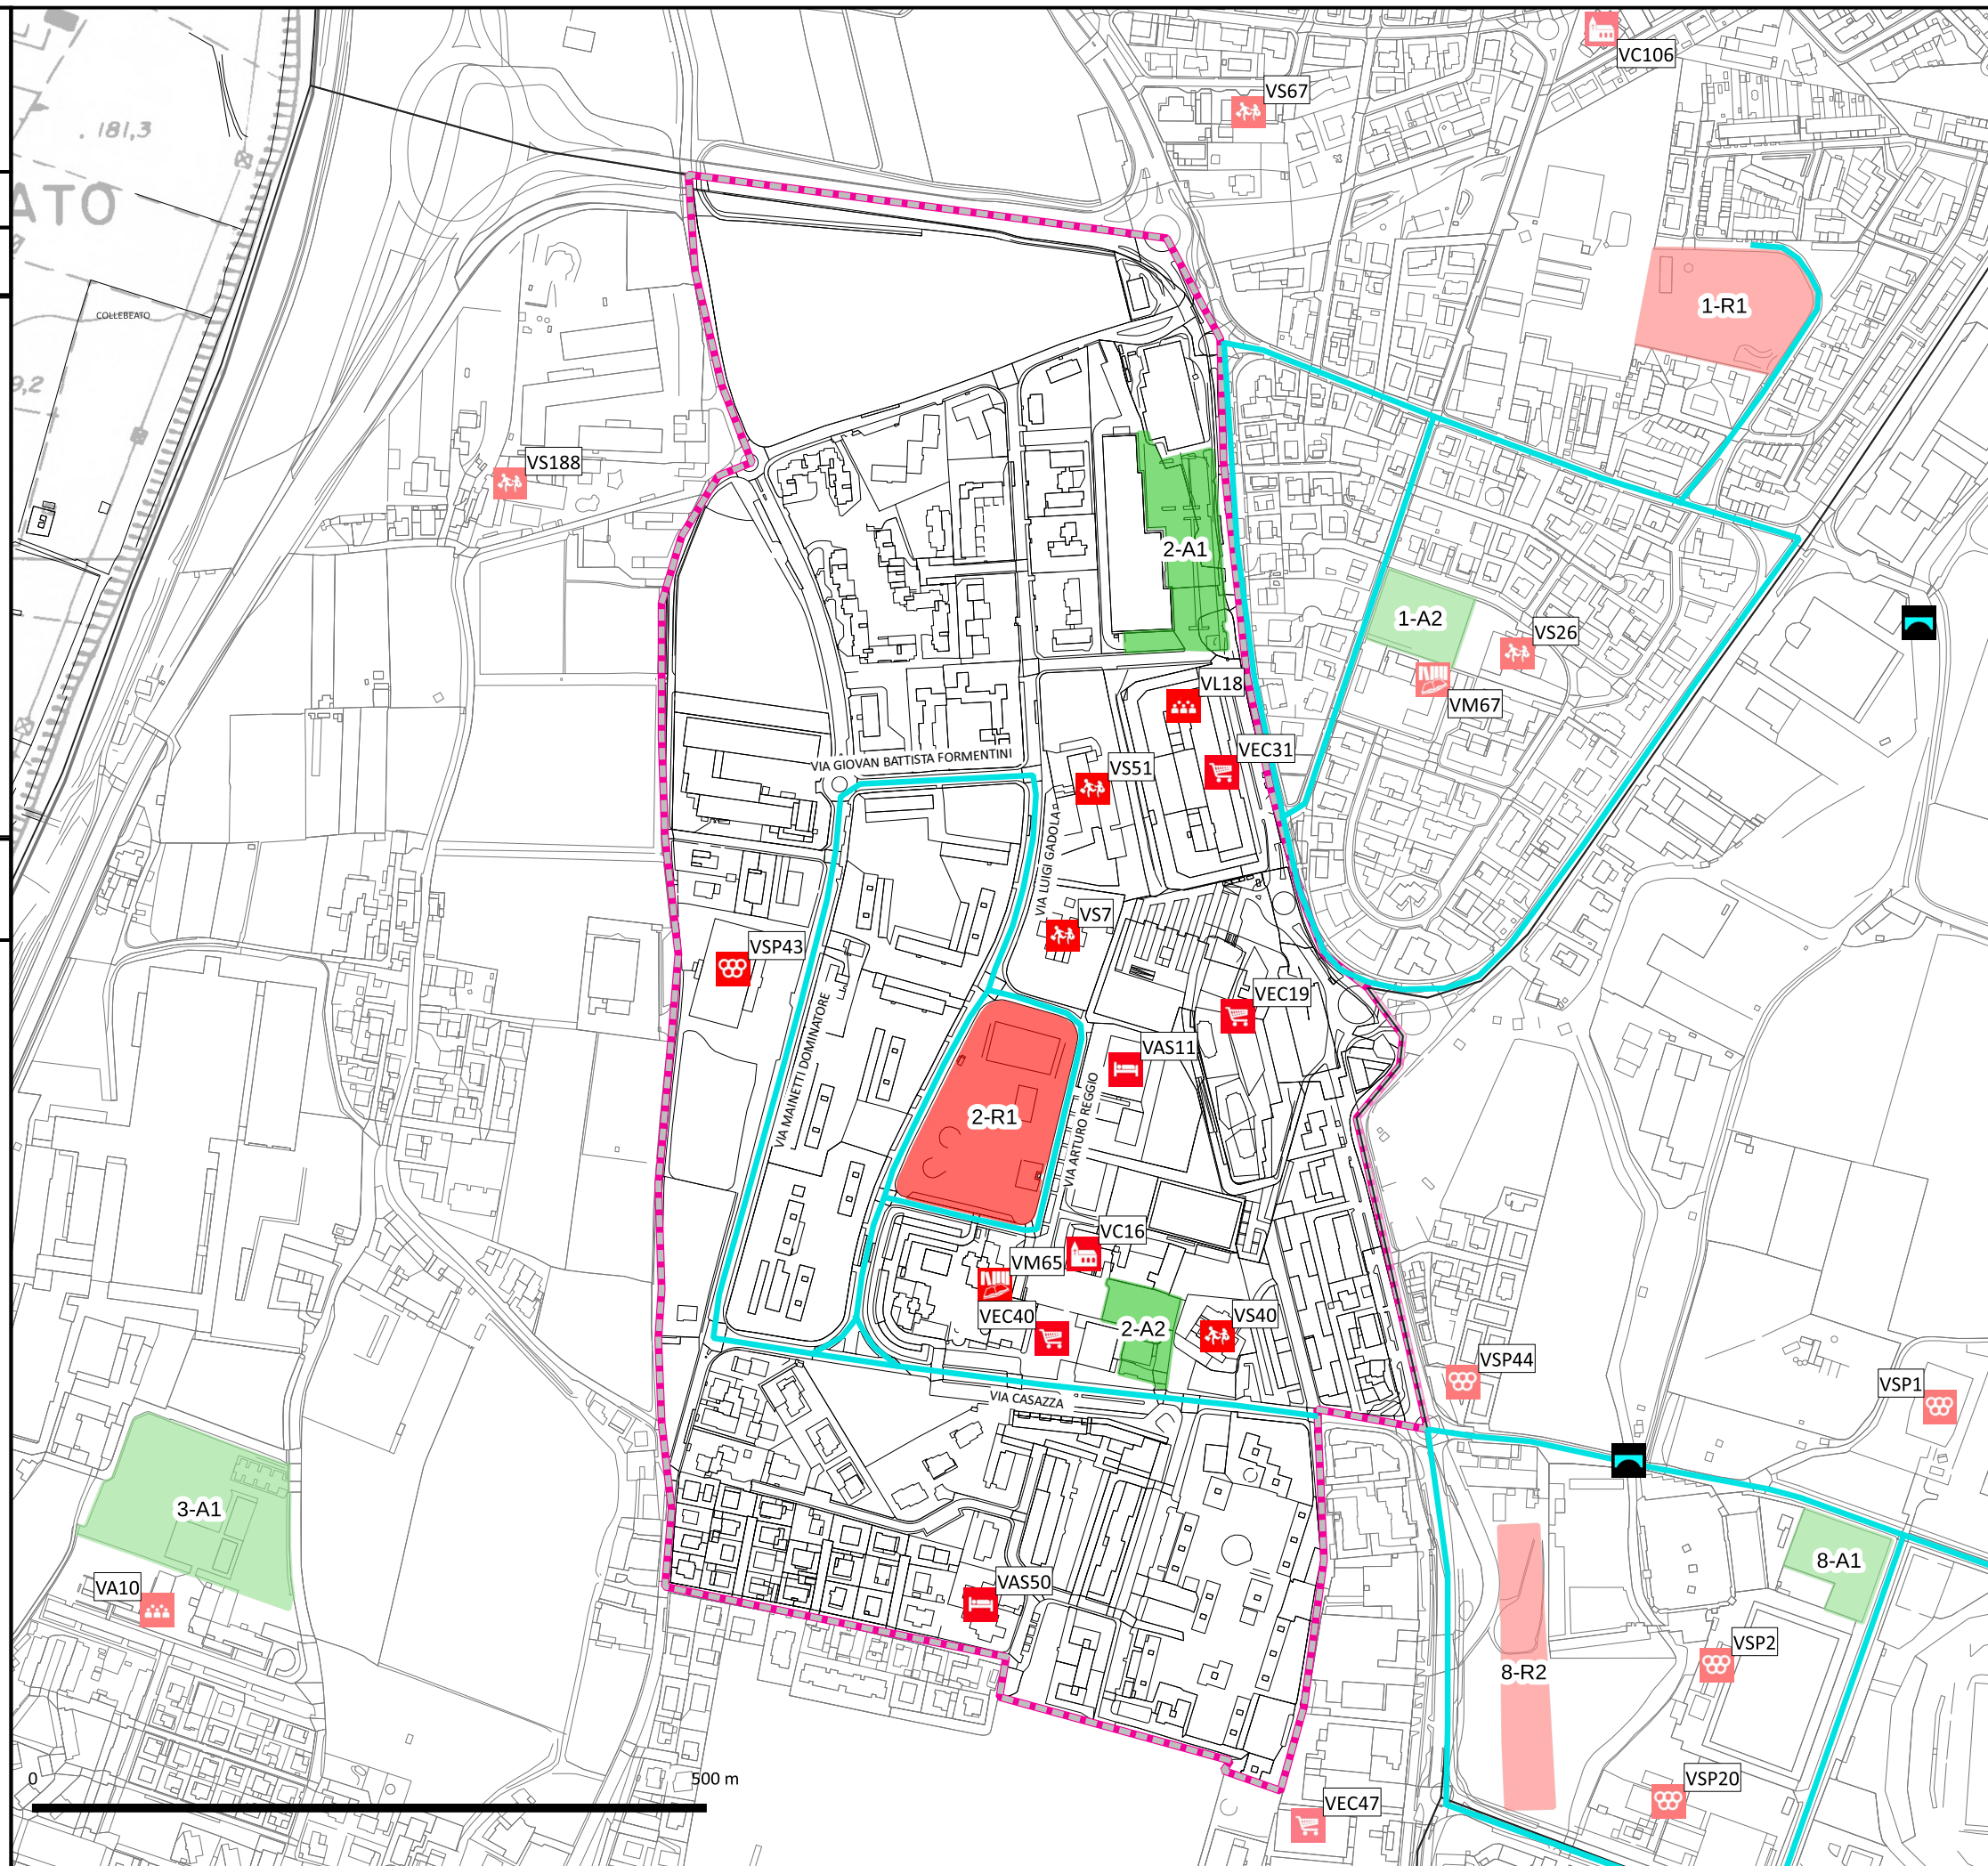 VC106
VS67
. 181,3
ATO
1-R1
COLLEBEATO
9,2
VS188
2-A1
1-A2
VS26
VL18
VM67
VEC31
VIA GIOVAN BATTISTA FORMENTINI
VS51
VIA LUIGI GADOLA
VS7
VSP43
VEC19
VIA MAINETTI DOMINATORE
VAS11
VIA ARTURO REGGIO
2-R1
VC16
VM65
VEC40
VS40
2-A2
VSP44
VSP1
VIA CASAZZA
3-A1
8-A1
VAS50
VA10
VSP2
8-R2
0
500 m
VSP20
VEC47